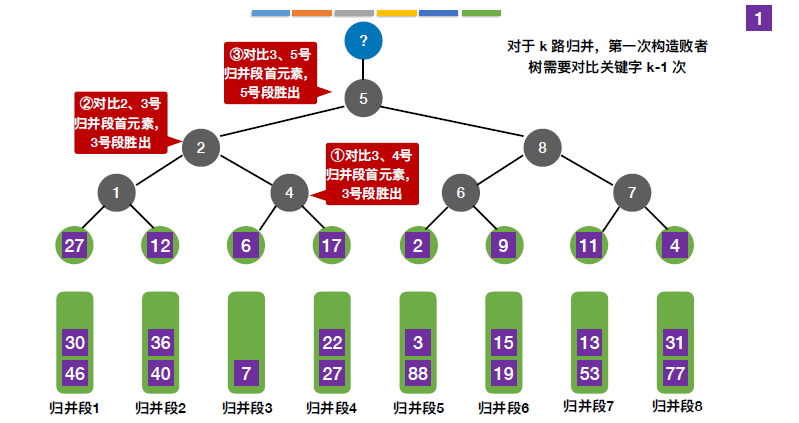 1
?
对于 k 路归并，第一次构造败者
树需要对比关键字 k-1 次
③对比3、5号
归并段首元素，
5号段胜出
5
②对比2、3号
归并段首元素，
3号段胜出
2
8
①对比3、4号
归并段首元素，
3号段胜出
1
4
6
7
27 12 6 17 2 9 11 4
30 36 22 3 15 13 31
46 40 7 27 88 19 53 77
归并段1 归并段2 归并段3 归并段4 归并段5 归并段6 归并段7 归并段8